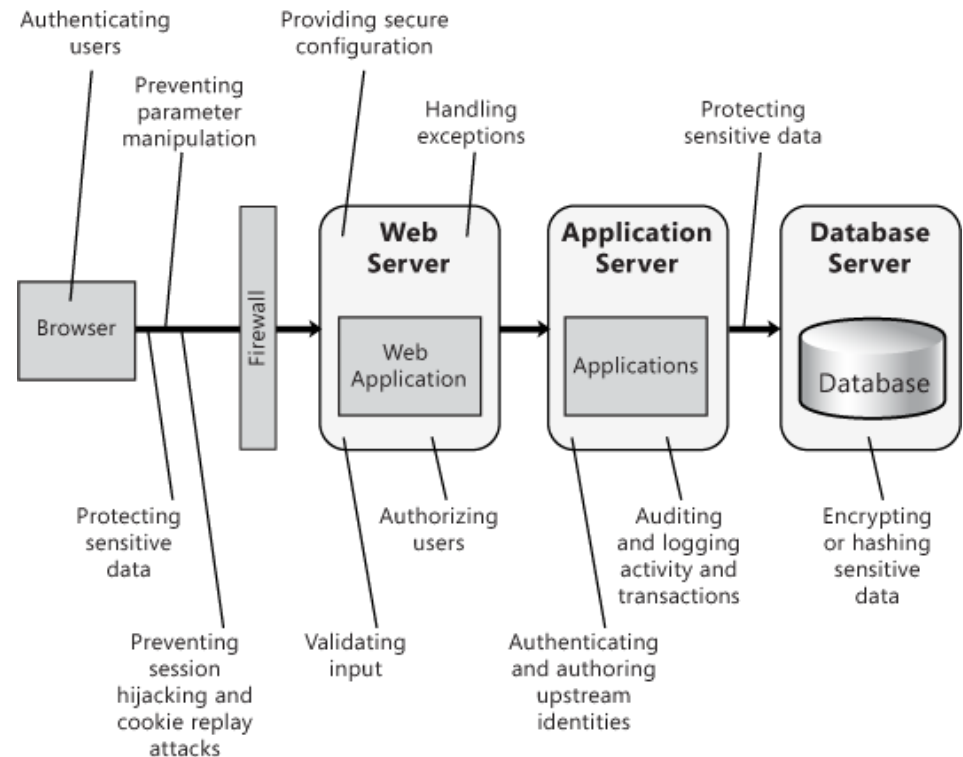 Authenticating
users
Providing secure
configuration
Preventing
parameter
manipulation
Handling
exceptions
Protecting
sensitive data
Web
Server
Application
Server
Database
Server
Browser
Firewall
Web
Application
Applications
Database
Protecting
sensitive
data
Authorizing
users
Auditing
and logging
activity and
transactions
Encrypting
or hashing
sensitive
data
Preventing
session
hijacking and
cookie replay
attacks
Validating
input
Authenticating
and authoring
upstream
identities